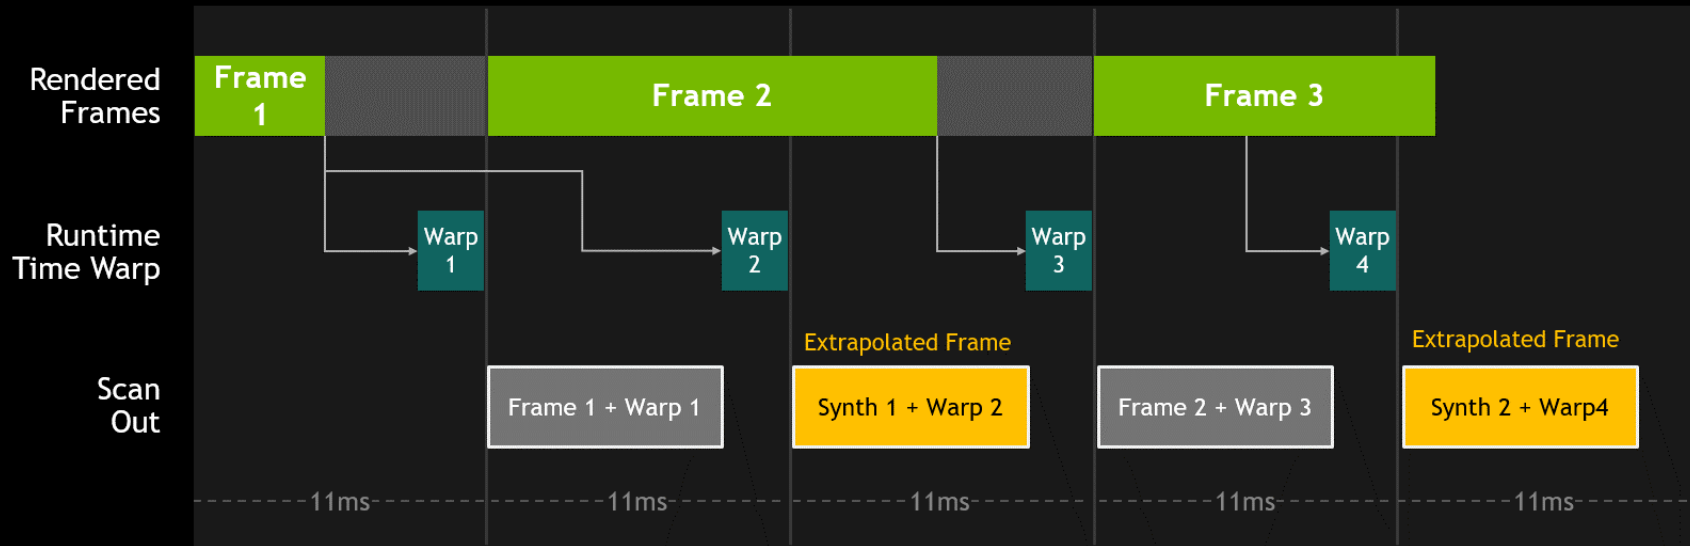 Rendered
Frames
Frame
1
Frame 2
Frame 3
Runtime
Time Warp
Warp
1
Warp
2
Warp
3
Warp
4
Extrapolated Frame
Extrapolated Frame
Scan
Out
Frame 1 + Warp 1
Synth 1 + Warp 2
Frame 2 + Warp 3
Synth 2 + Warp4
11ms
11ms
11ms
11ms
11ms